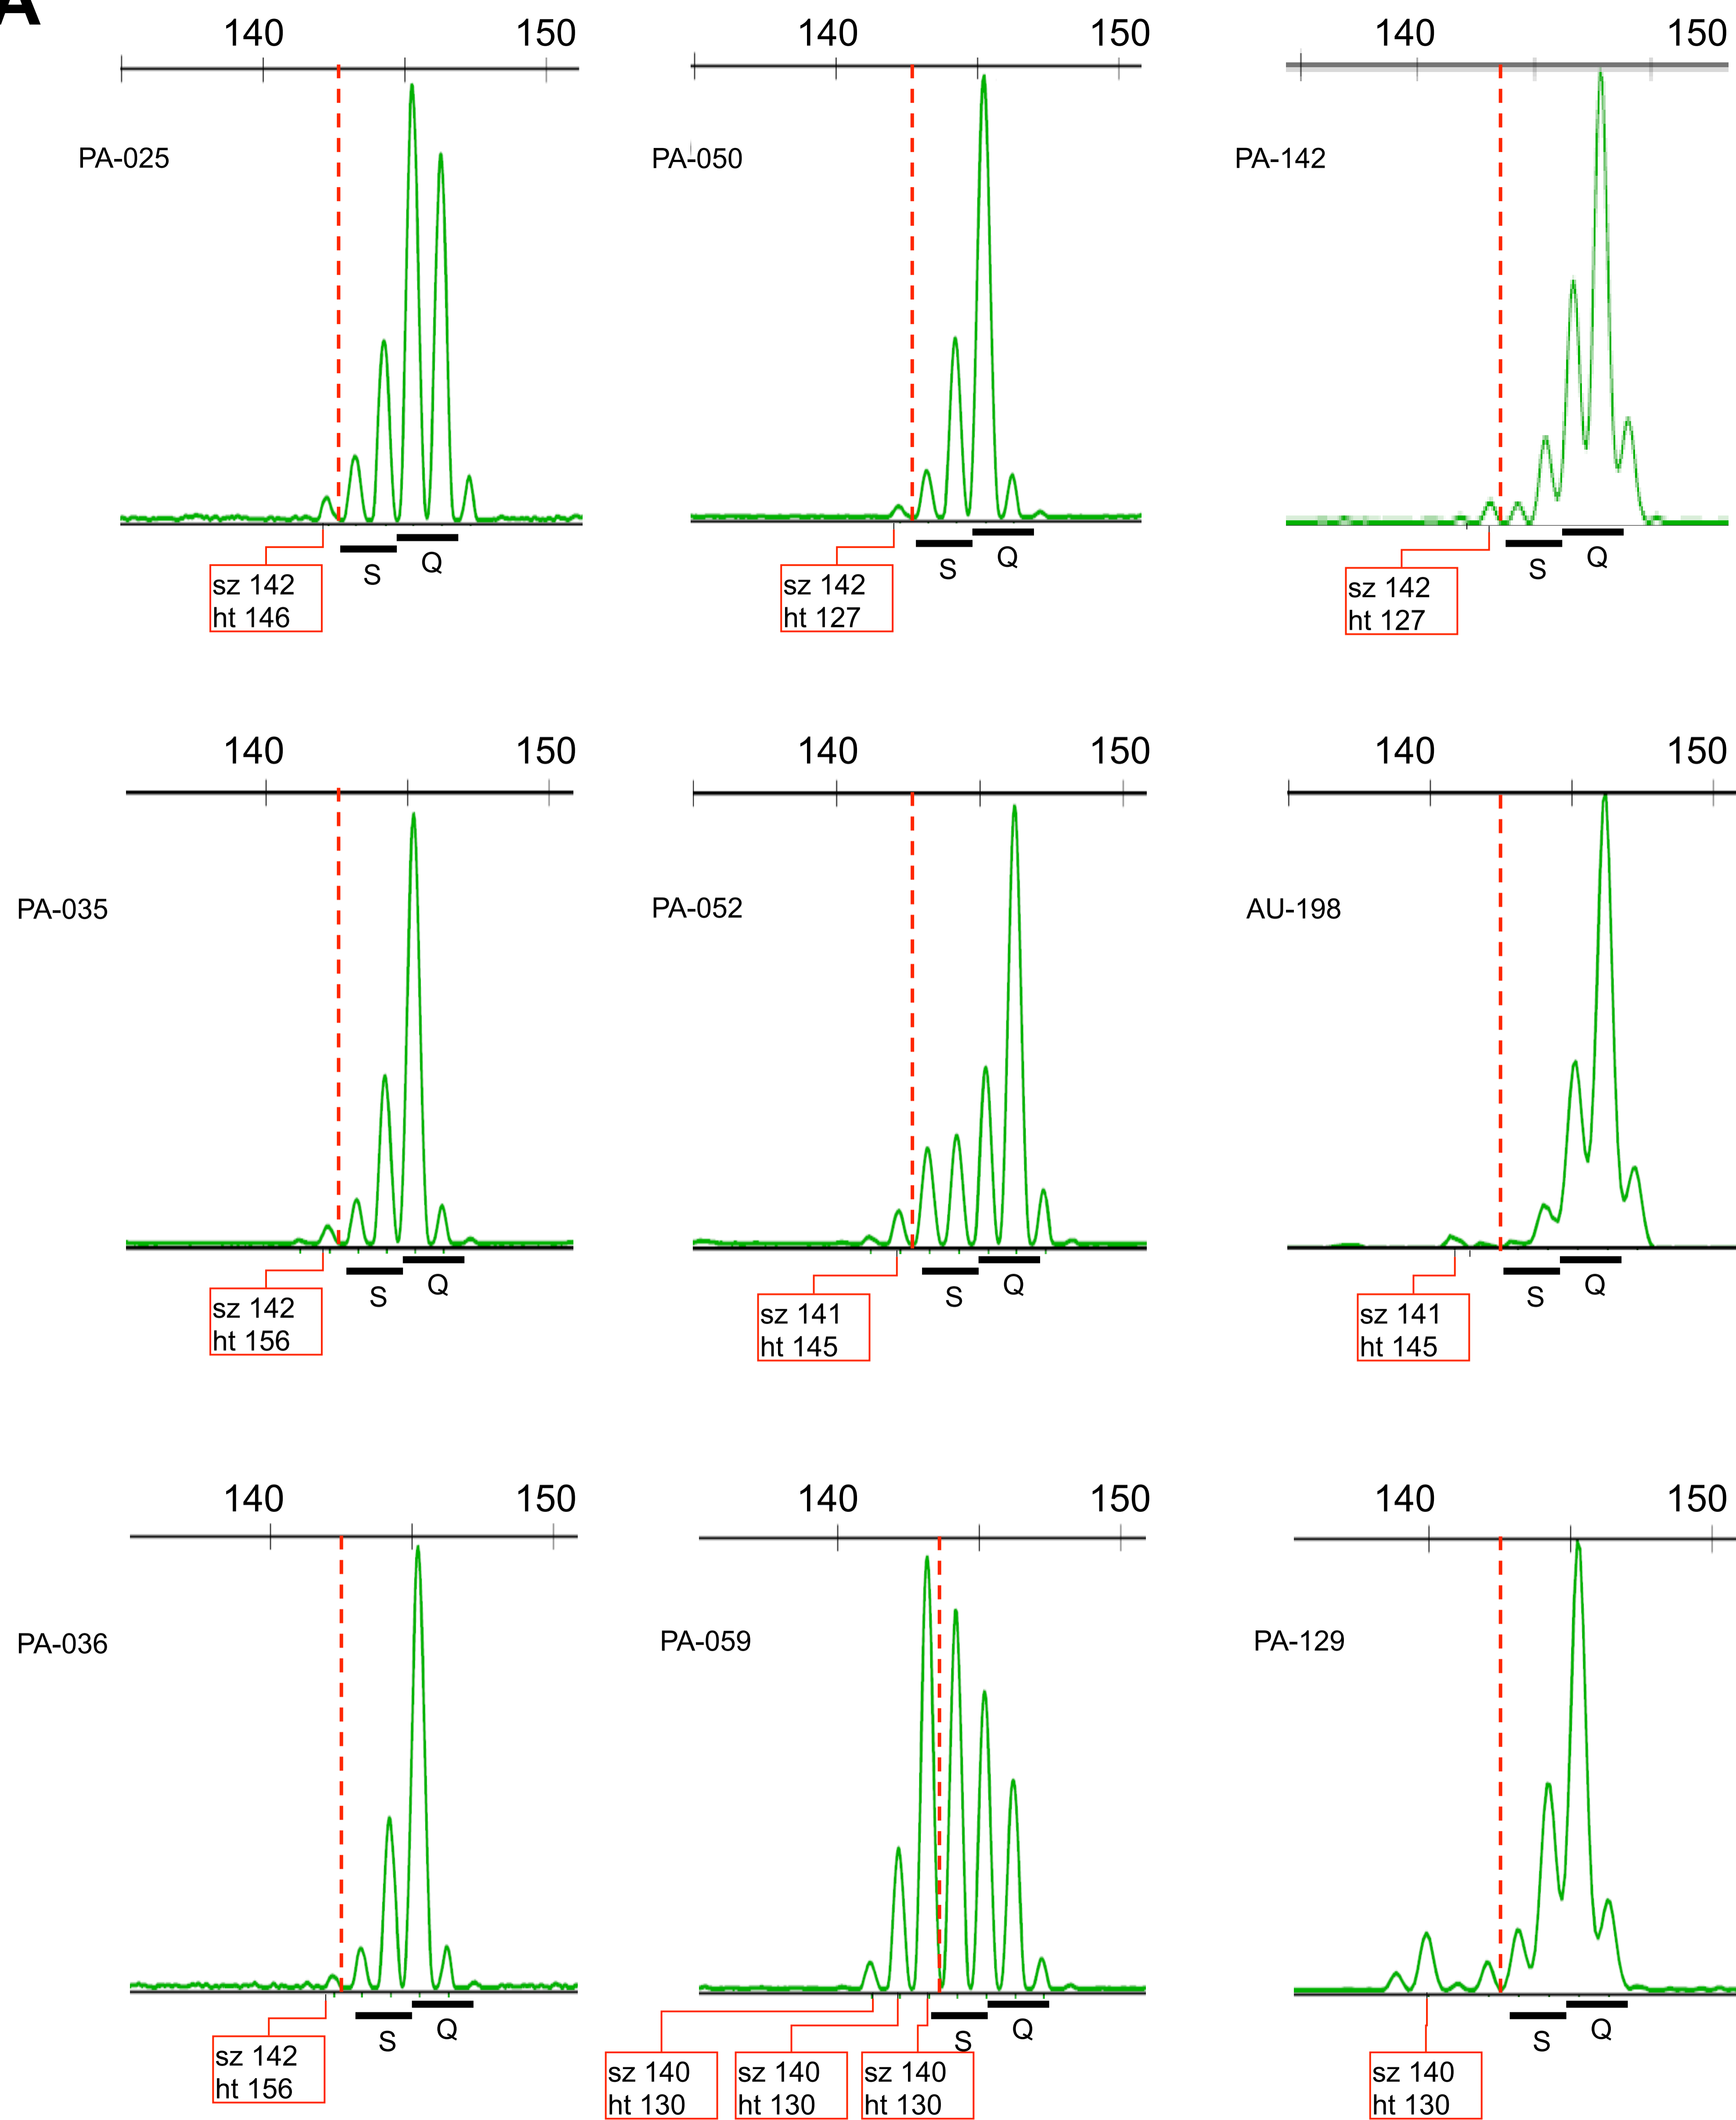 A
140 150 140 150 140 150
PA-025 PA-050 PA-142
S Q S Q S Q
sz 142
ht 146
sz 142
ht 127
sz 142
ht 127
140 150 140 150 140 150
PA-035 PA-052 AU-198
S Q S Q S Q
sz 142
ht 156
sz 141
ht 145
sz 141
ht 145
140 150 140 150 140 150
PA-036 PA-059 PA-129
S Q S Q S Q
sz 142
ht 156
sz 140
ht 130
sz 140
ht 130
sz 140
ht 130
sz 140
ht 130